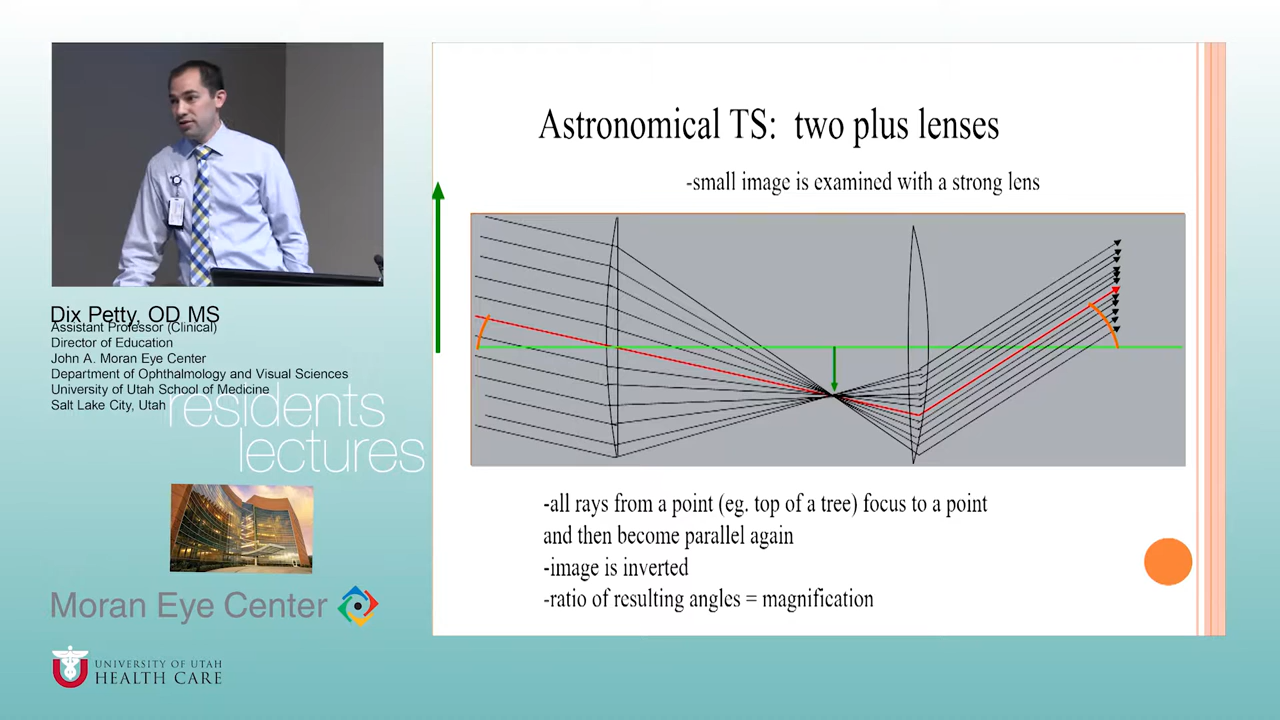 Astronomical TS: two plus lenses
-small image is examined with a strong lens
-all rays from a point (eg. top of a tree) focus to a point
and then become parallel again
-image is inverted
-ratio of resulting angles = magnification
Dix Petty, OD MS
Assistant Professor (Clinical)
Director of Education
John A. Moran Eye Center
Department of Ophthalmology and Visual Sciences
University of Utah School of Medicine
Salt Lake City, Utah
residents
lectures
Moran Eye Center
UNIVERSITY OF UTAH
HEALTH CARE